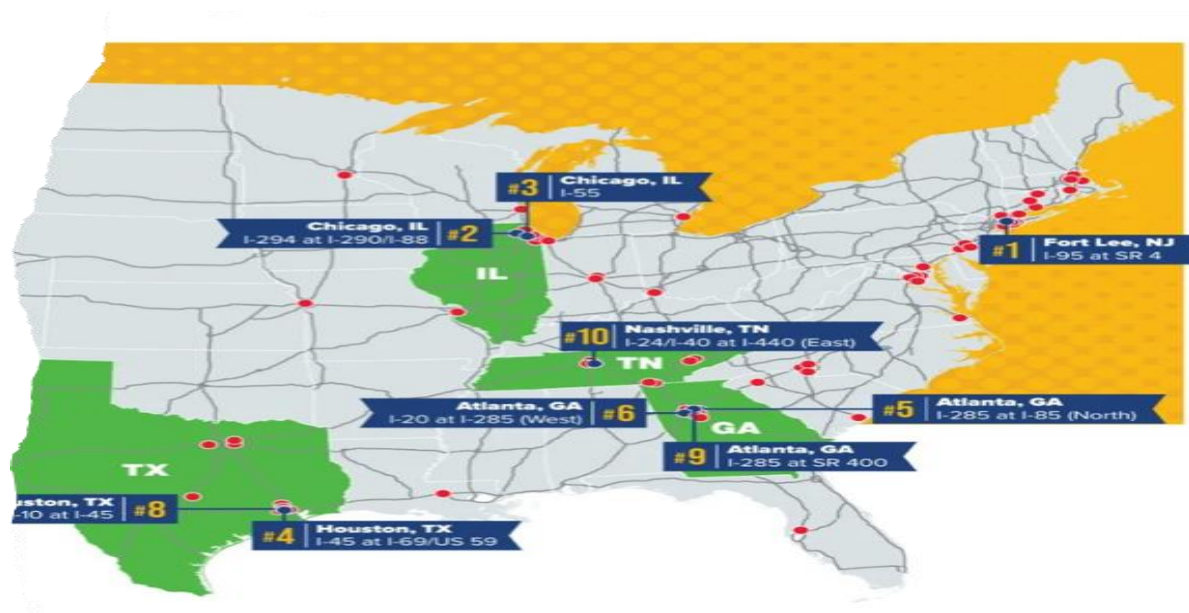 #3 Chicago, IL
I-55
Chicago, IL #2
I-294 at I-290/I-88
IL
#1 Fort Lee, NJ
I-95 at SR 4
#10 Nashville, TN
I-24/I-40 at I-440 (East)
TN
Atlanta, GA #6
I-20 at I-285 (West)
#5 Atlanta, GA
I-285 at I-85 (North)
GA
#9 Atlanta, GA
I-285 at SR 400
TX
uston, TX #8
-10 at I-45
#4 Houston, TX
I-45 at I-69/US 59